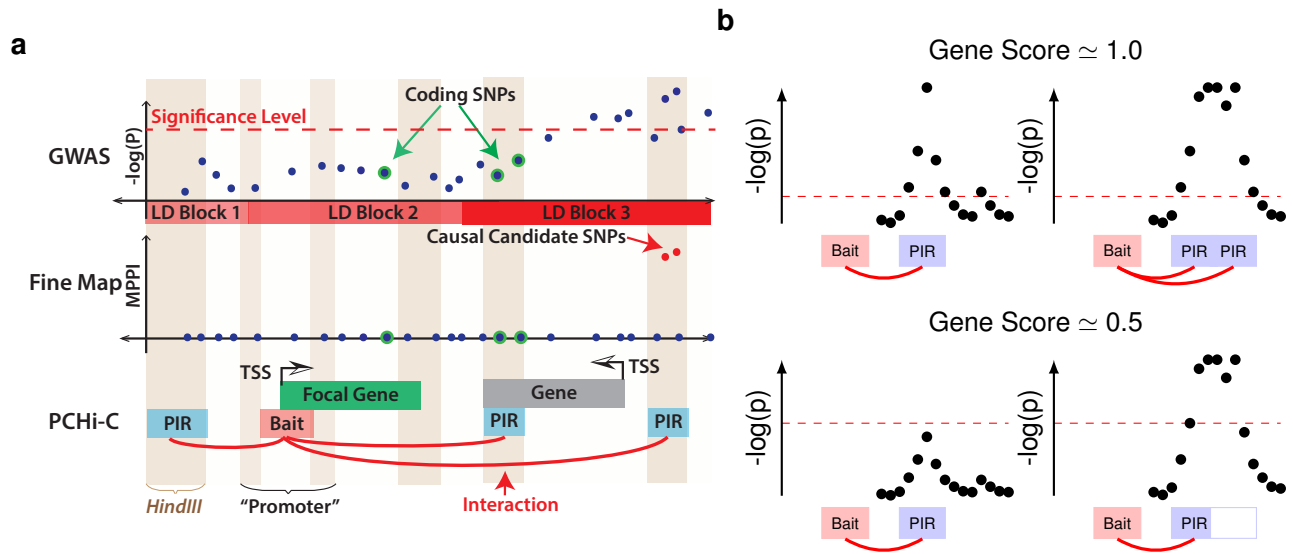 a
Coding SNPs
Significance Level
GWAS
-log(P)
LD Block 1
LD Block 2
LD Block 3
Causal Candidate SNPs
Fine Map
MPPI
TSS
TSS
Focal Gene
Gene
PCHi-C
PIR
Bait
PIR
PIR
HindIII
“Promoter”
Interaction
b
Gene Score ≃ 1.0
-log(p)
-log(p)
Bait
PIR
Bait
PIR
PIR
Gene Score ≃ 0.5
-log(p)
-log(p)
Bait
PIR
Bait
PIR